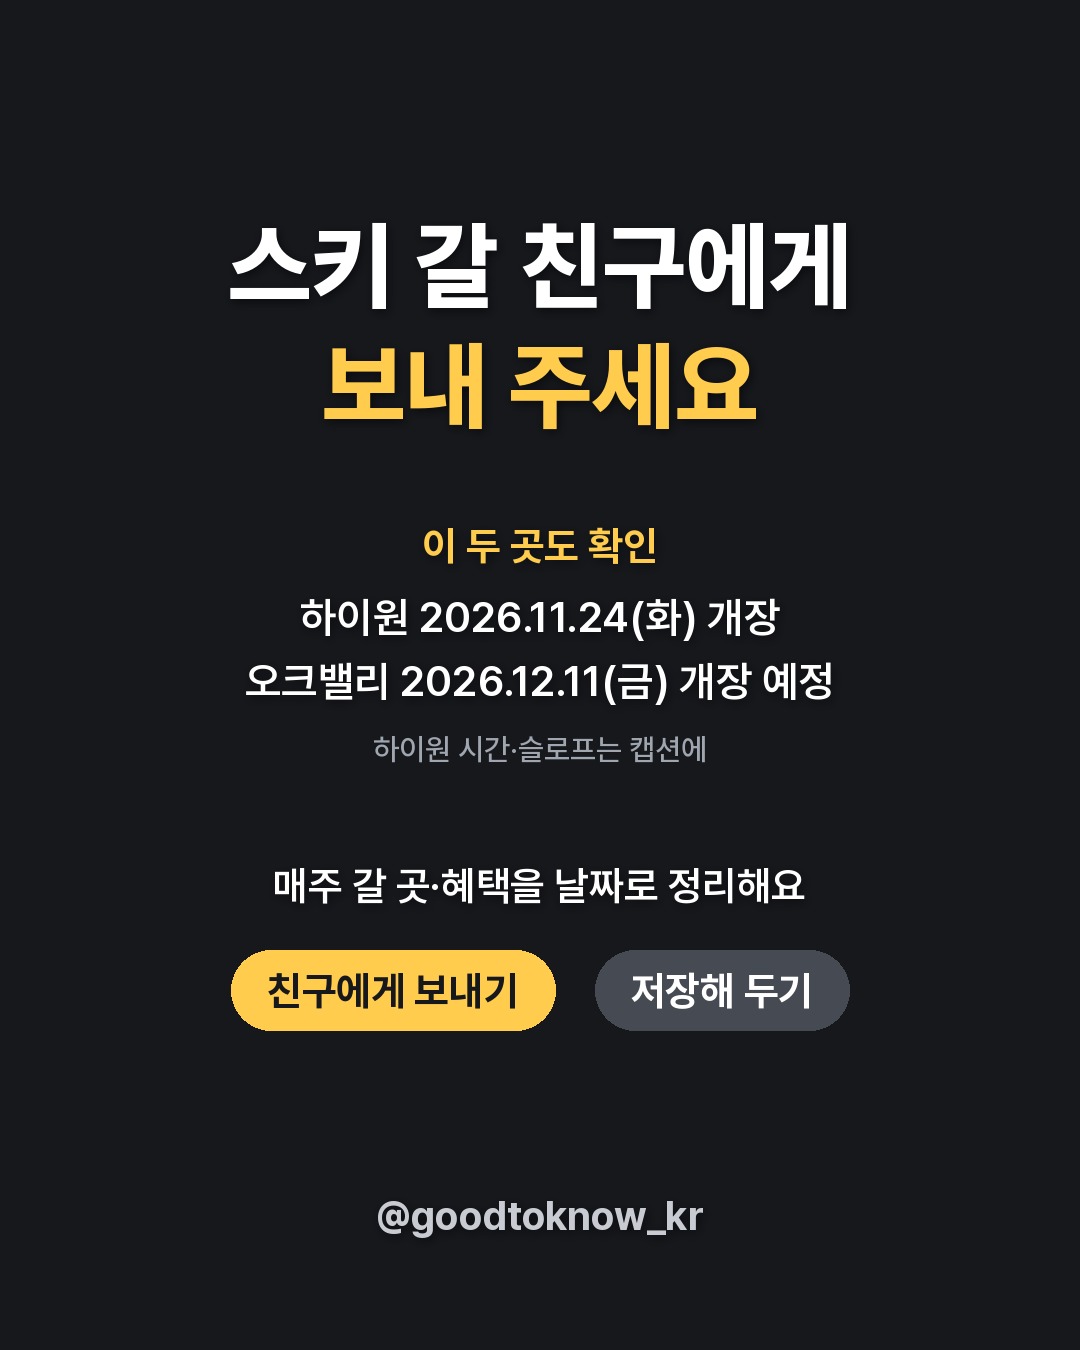 스키 갈 친구에게
보내 주세요
이 두 곳도 확인
하이원 2026.11.24(화) 개장
오크밸리 2026.12.11(금) 개장 예정
하이원 시간·슬로프는 캡션에
매주 갈 곳·혜택을 날짜로 정리해요
친구에게 보내기 저장해 두기
@goodtoknow_kr